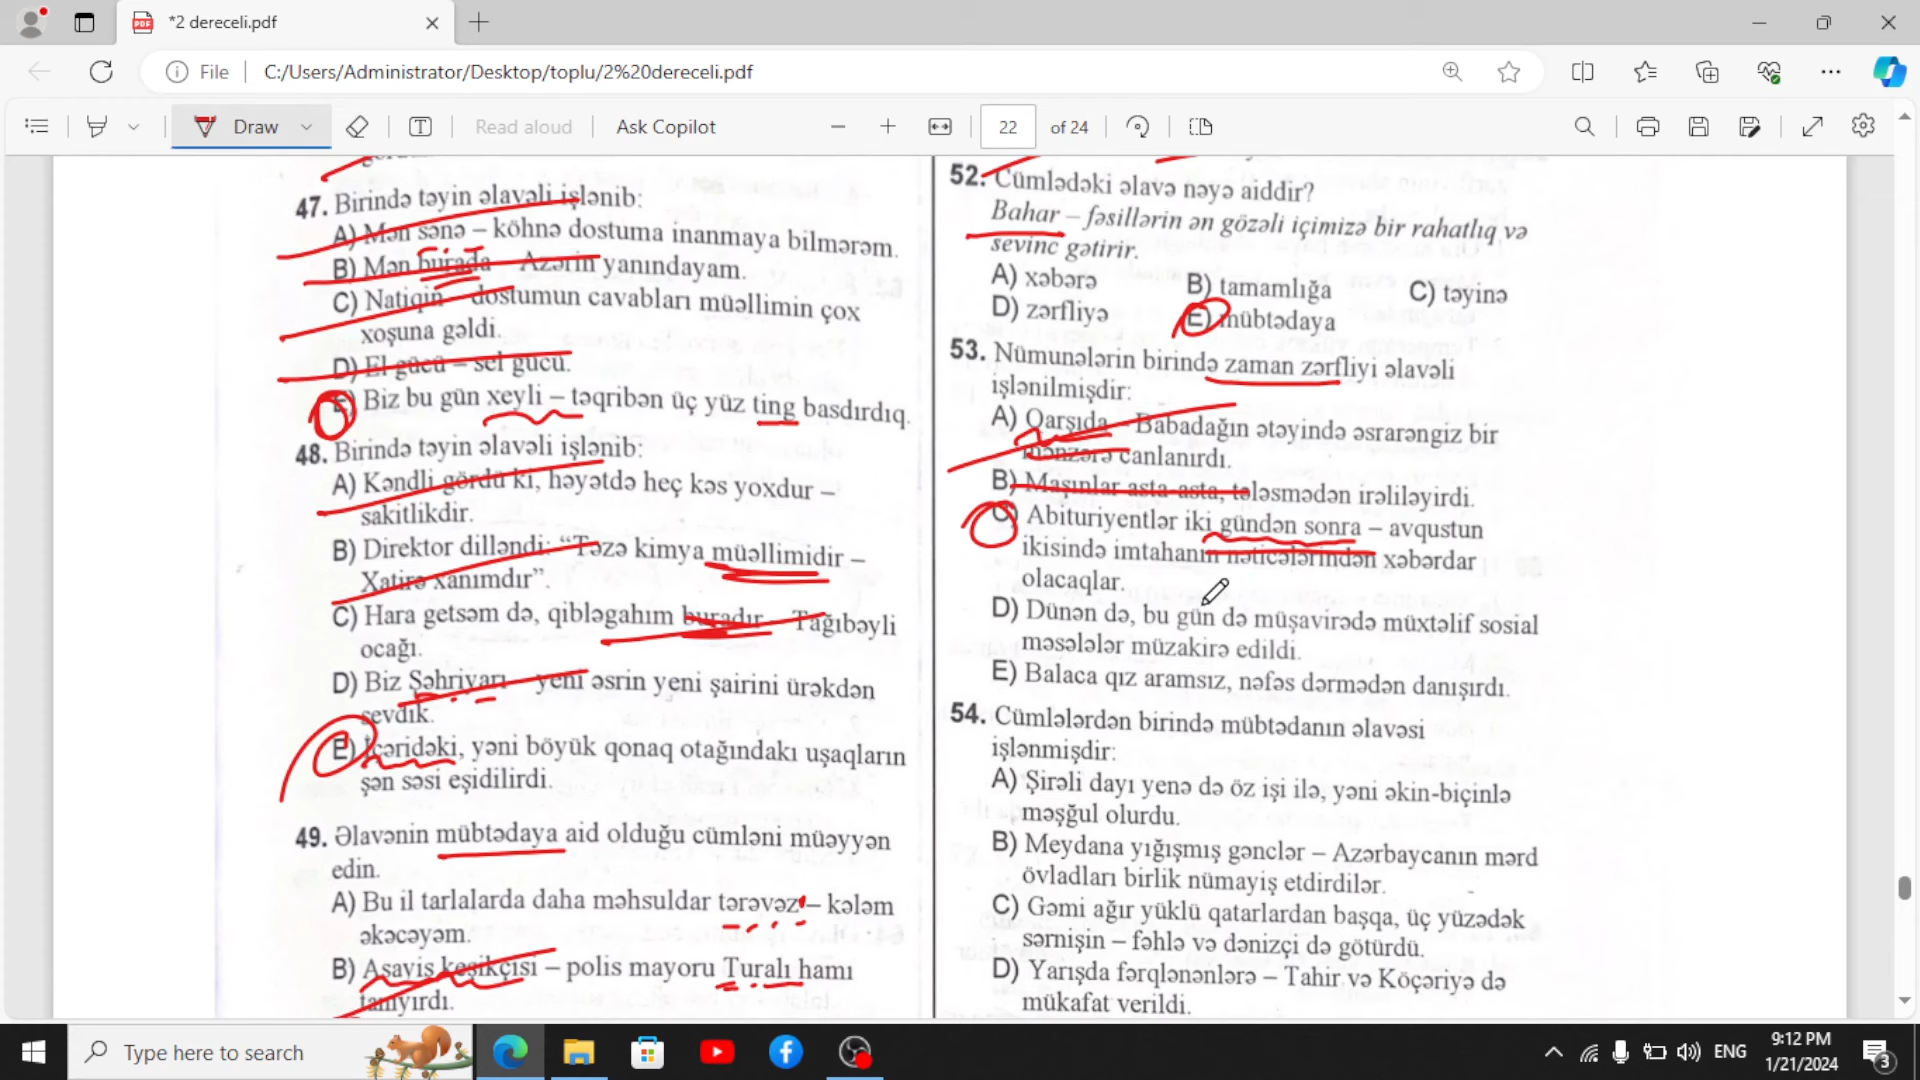 *2 dereceli.pdf
File
C:/Users/Administrator/Desktop/toplu/2%20dereceli.pdf
Draw
Read aloud
Ask Copilot
22
of 24
47. Birində təyin əlavəli işlənib:
A) Mən sənə – köhnə dostuma inanmaya bilmərəm.
B) Mən burada – Azərin yanındayam.
C) Natiqin – dostumun cavabları müəllimin çox
xoşuna gəldi.
D) El gücü – sel gücü.
E) Biz bu gün xeyli – təqribən üç yüz ting basdırdıq.
48. Birində təyin əlavəli işlənib:
A) Kəndli gördü ki, həyətdə heç kəs yoxdur –
sakitlikdir.
B) Direktor dilləndi: “Təzə kimya müəllimidir –
Xatirə xanımdır”.
C) Hara getsəm də, qibləgahım buradır – Tağıbəyli
ocağı.
D) Biz Şəhriyarı – yeni əsrin yeni şairini ürəkdən
sevdik.
E) İçəridəki, yəni böyük qonaq otağındakı uşaqların
şən səsi eşidilirdi.
49. Əlavənin mübtədaya aid olduğu cümləni müəyyən
edin.
A) Bu il tarlalarda daha məhsuldar tərəvəz – kələm
əkəcəyəm.
B) Asayiş keşikçisi – polis mayoru Turalı hamı
tanıyırdı.
52. Cümlədəki əlavə nəyə aiddir?
Bahar – fəsillərin ən gözəli içimizə bir rahatlıq və
sevinc gətirir.
A) xəbərə B) tamamlığa C) təyinə
D) zərfliyə E) mübtədaya
53. Nümunələrin birində zaman zərfliyi əlavəli
işlənilmişdir:
A) Qarşıda – Babadağın ətəyində əsrarəngiz bir
mənzərə canlanırdı.
B) Maşınlar asta-asta, tələsmədən irəliləyirdi.
C) Abituriyentlər iki gündən sonra – avqustun
ikisində imtahanın nəticələrindən xəbərdar
olacaqlar.
D) Dünən də, bu gün də müşavirədə müxtəlif sosial
məsələlər müzakirə edildi.
E) Balaca qız aramsız, nəfəs dərmədən danışırdı.
54. Cümlələrdən birində mübtədanın əlavəsi
işlənmişdir:
A) Şirəli dayı yenə də öz işi ilə, yəni əkin-biçinlə
məşğul olurdu.
B) Meydana yığışmış gənclər – Azərbaycanın mərd
övladları birlik nümayiş etdirdilər.
C) Gəmi ağır yüklü qatarlardan başqa, üç yüzədək
sərnişin – fəhlə və dənizçi də götürdü.
D) Yarışda fərqlənənlərə – Tahir və Köçəriyə də
mükafat verildi.
Type here to search
ENG
9:12 PM
1/21/2024
3